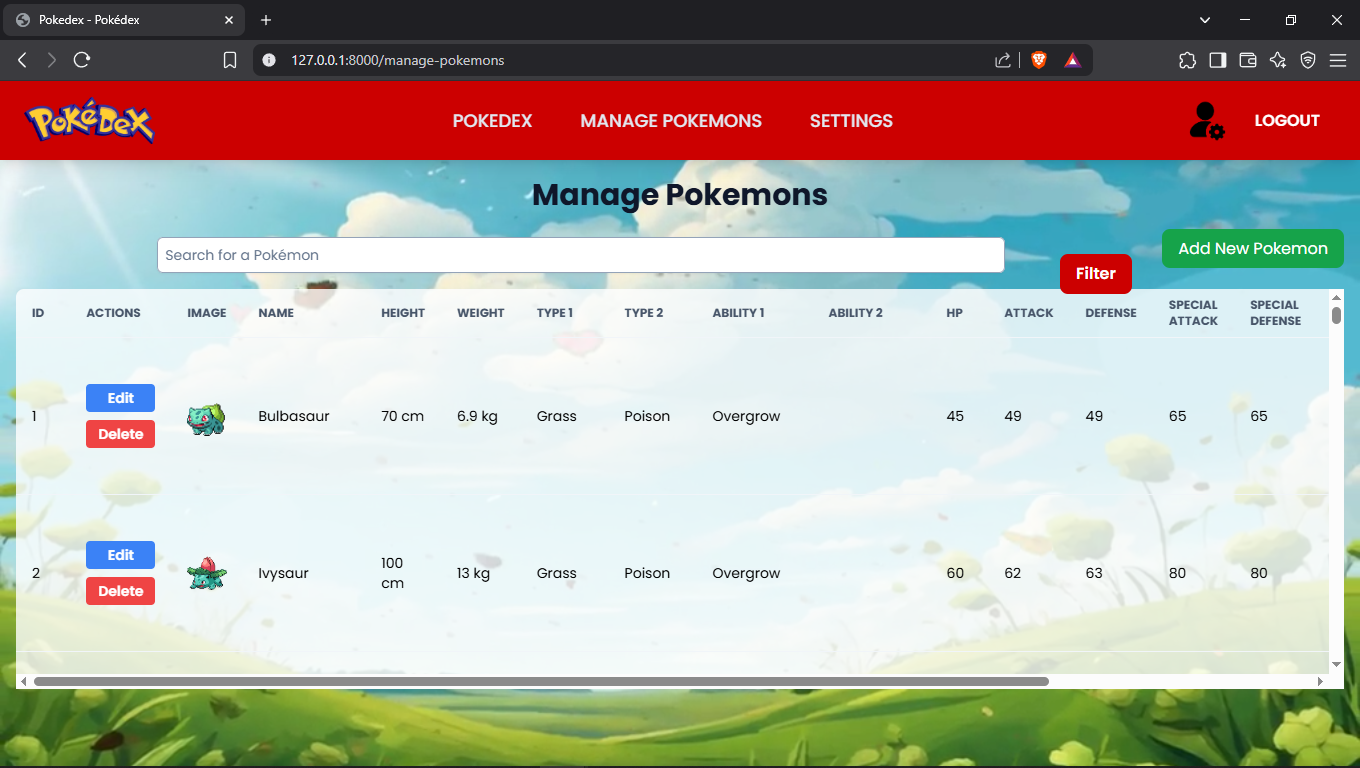 Pokedex - Pokédex
127.0.0.1:8000/manage-pokemons
POKéDEX
POKEDEX
MANAGE POKEMONS
SETTINGS
LOGOUT
Manage Pokemons
Search for a Pokémon
Filter
Add New Pokemon
ID ACTIONS IMAGE NAME HEIGHT WEIGHT TYPE 1 TYPE 2 ABILITY 1 ABILITY 2 HP ATTACK DEFENSE SPECIAL ATTACK SPECIAL DEFENSE
1 Edit Delete Bulbasaur 70 cm 6.9 kg Grass Poison Overgrow 45 49 49 65 65
2 Edit Delete Ivysaur 100 cm 13 kg Grass Poison Overgrow 60 62 63 80 80